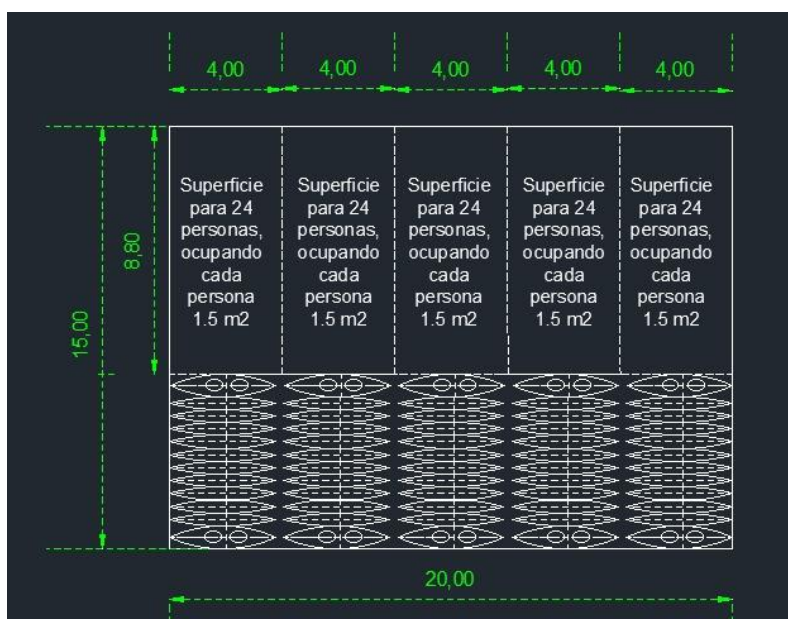 4,00 4,00 4,00 4,00 4,00
8,80
15,00
Superficie
para 24
personas,
ocupando
cada
persona
1.5 m2
Superficie
para 24
personas,
ocupando
cada
persona
1.5 m2
Superficie
para 24
personas,
ocupando
cada
persona
1.5 m2
Superficie
para 24
personas,
ocupando
cada
persona
1.5 m2
Superficie
para 24
personas,
ocupando
cada
persona
1.5 m2
20,00